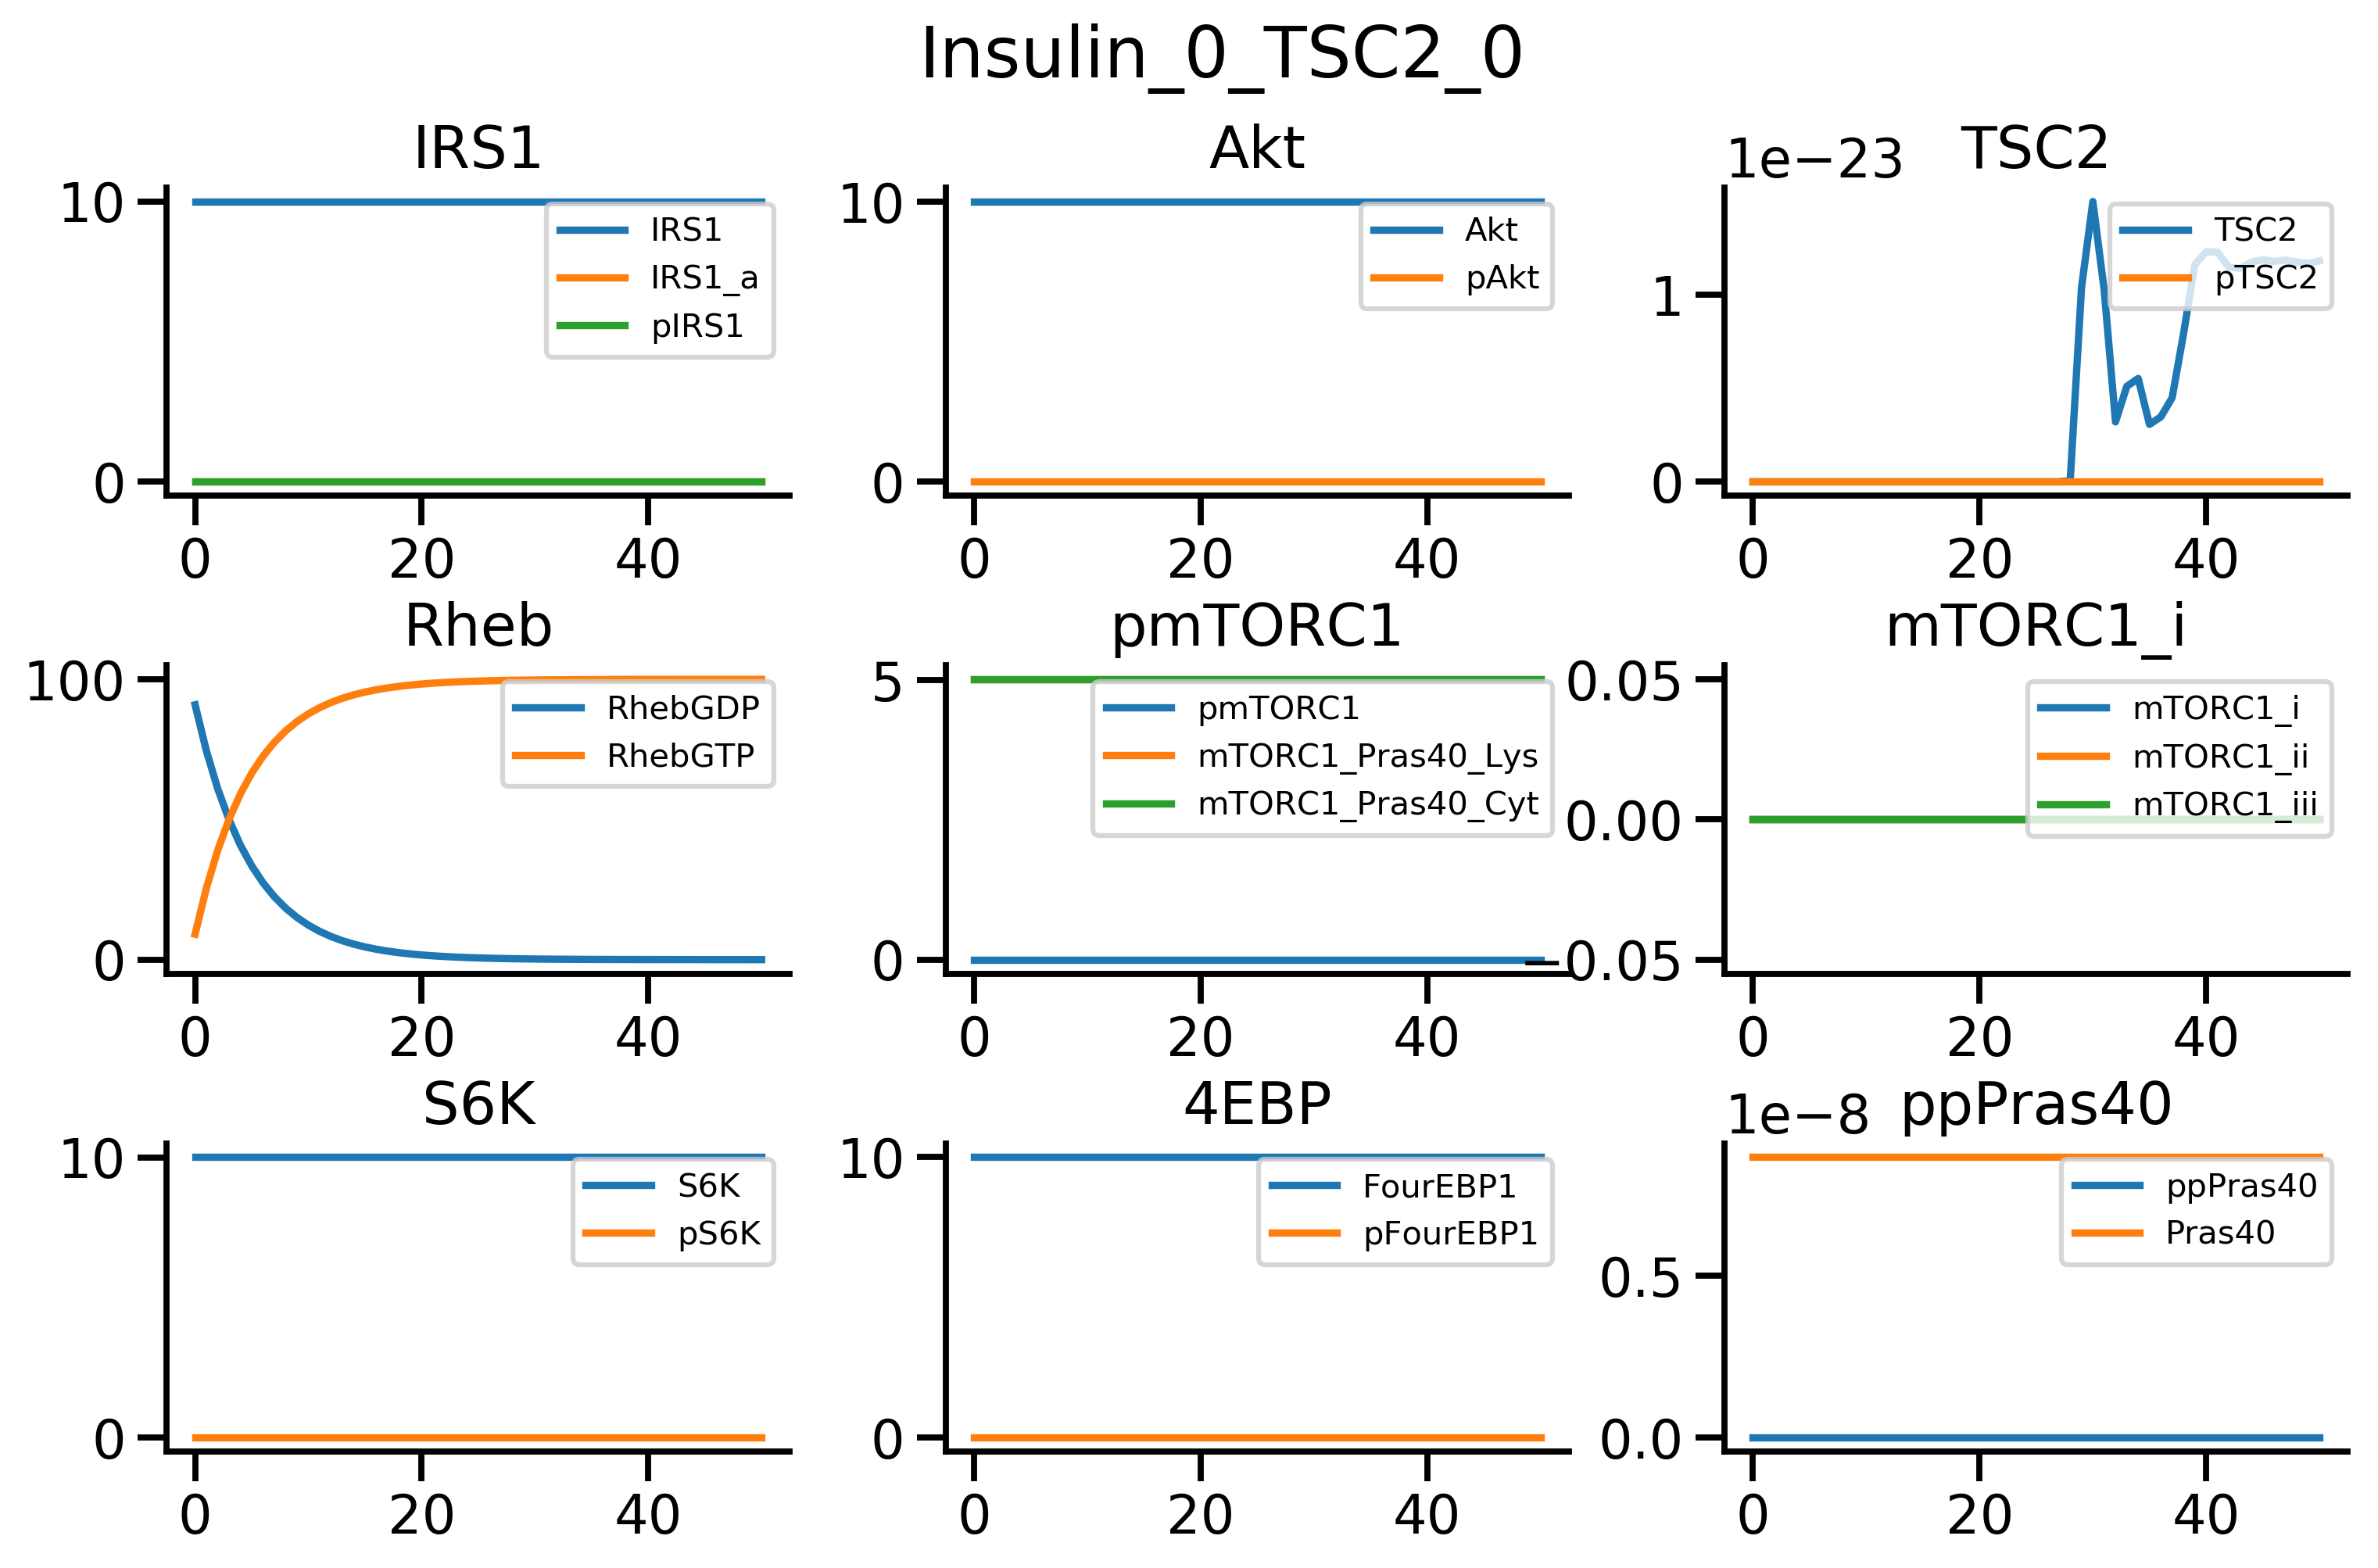 Insulin_0_TSC2_0
IRS1
10
0
0 20 40
IRS1
IRS1_a
pIRS1
Akt
10
0
0 20 40
Akt
pAkt
1e−23
TSC2
1
0
0 20 40
TSC2
pTSC2
Rheb
100
0
0 20 40
RhebGDP
RhebGTP
pmTORC1
5
0
0 20 40
pmTORC1
mTORC1_Pras40_Lys
mTORC1_Pras40_Cyt
mTORC1_i
0.05
0.00
−0.05
0 20 40
mTORC1_i
mTORC1_ii
mTORC1_iii
S6K
10
0
0 20 40
S6K
pS6K
4EBP
10
0
0 20 40
FourEBP1
pFourEBP1
1e−8
ppPras40
0.5
0.0
0 20 40
ppPras40
Pras40